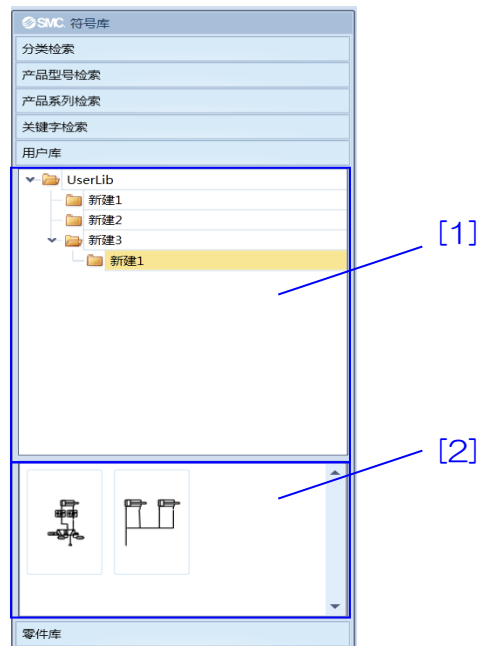 SMC 符号库
分类检索
产品型号检索
产品系列检索
关键字检索
用户库
UserLib
新建1
新建2
新建3
新建1
[1]
[2]
零件库